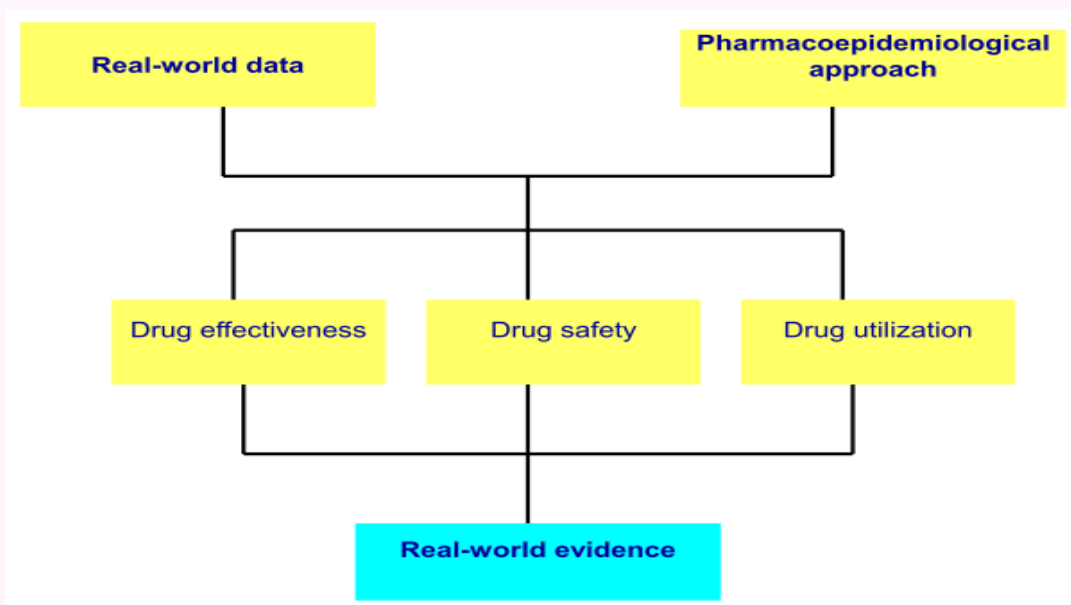 Real-world data
Pharmacoepidemiological
approach
Drug effectiveness
Drug safety
Drug utilization
Real-world evidence